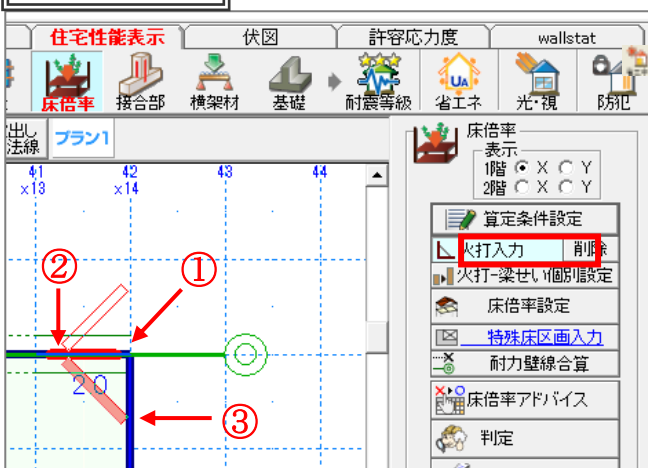 住宅性能表示 伏図 許容応力度 wallstat
床倍率 接合部 横架材 基礎 耐震等級 省エネ 光・視 防犯
出し
法線 プラン1
41 42 43 44
x13 x14
床倍率
表示
1階 X Y
2階 X Y
算定条件設定
火打入力 削除
火打-梁せい個別設定
床倍率設定
特殊床区画入力
耐力壁線合算
床倍率アドバイス
判定
② ①
2.0
③